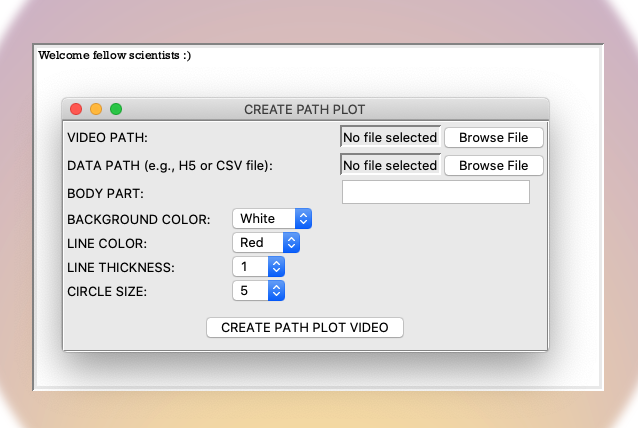 Welcome fellow scientists :)
CREATE PATH PLOT
VIDEO PATH: No file selected Browse File
DATA PATH (e.g., H5 or CSV file): No file selected Browse File
BODY PART:
BACKGROUND COLOR: White
LINE COLOR: Red
LINE THICKNESS: 1
CIRCLE SIZE: 5
CREATE PATH PLOT VIDEO